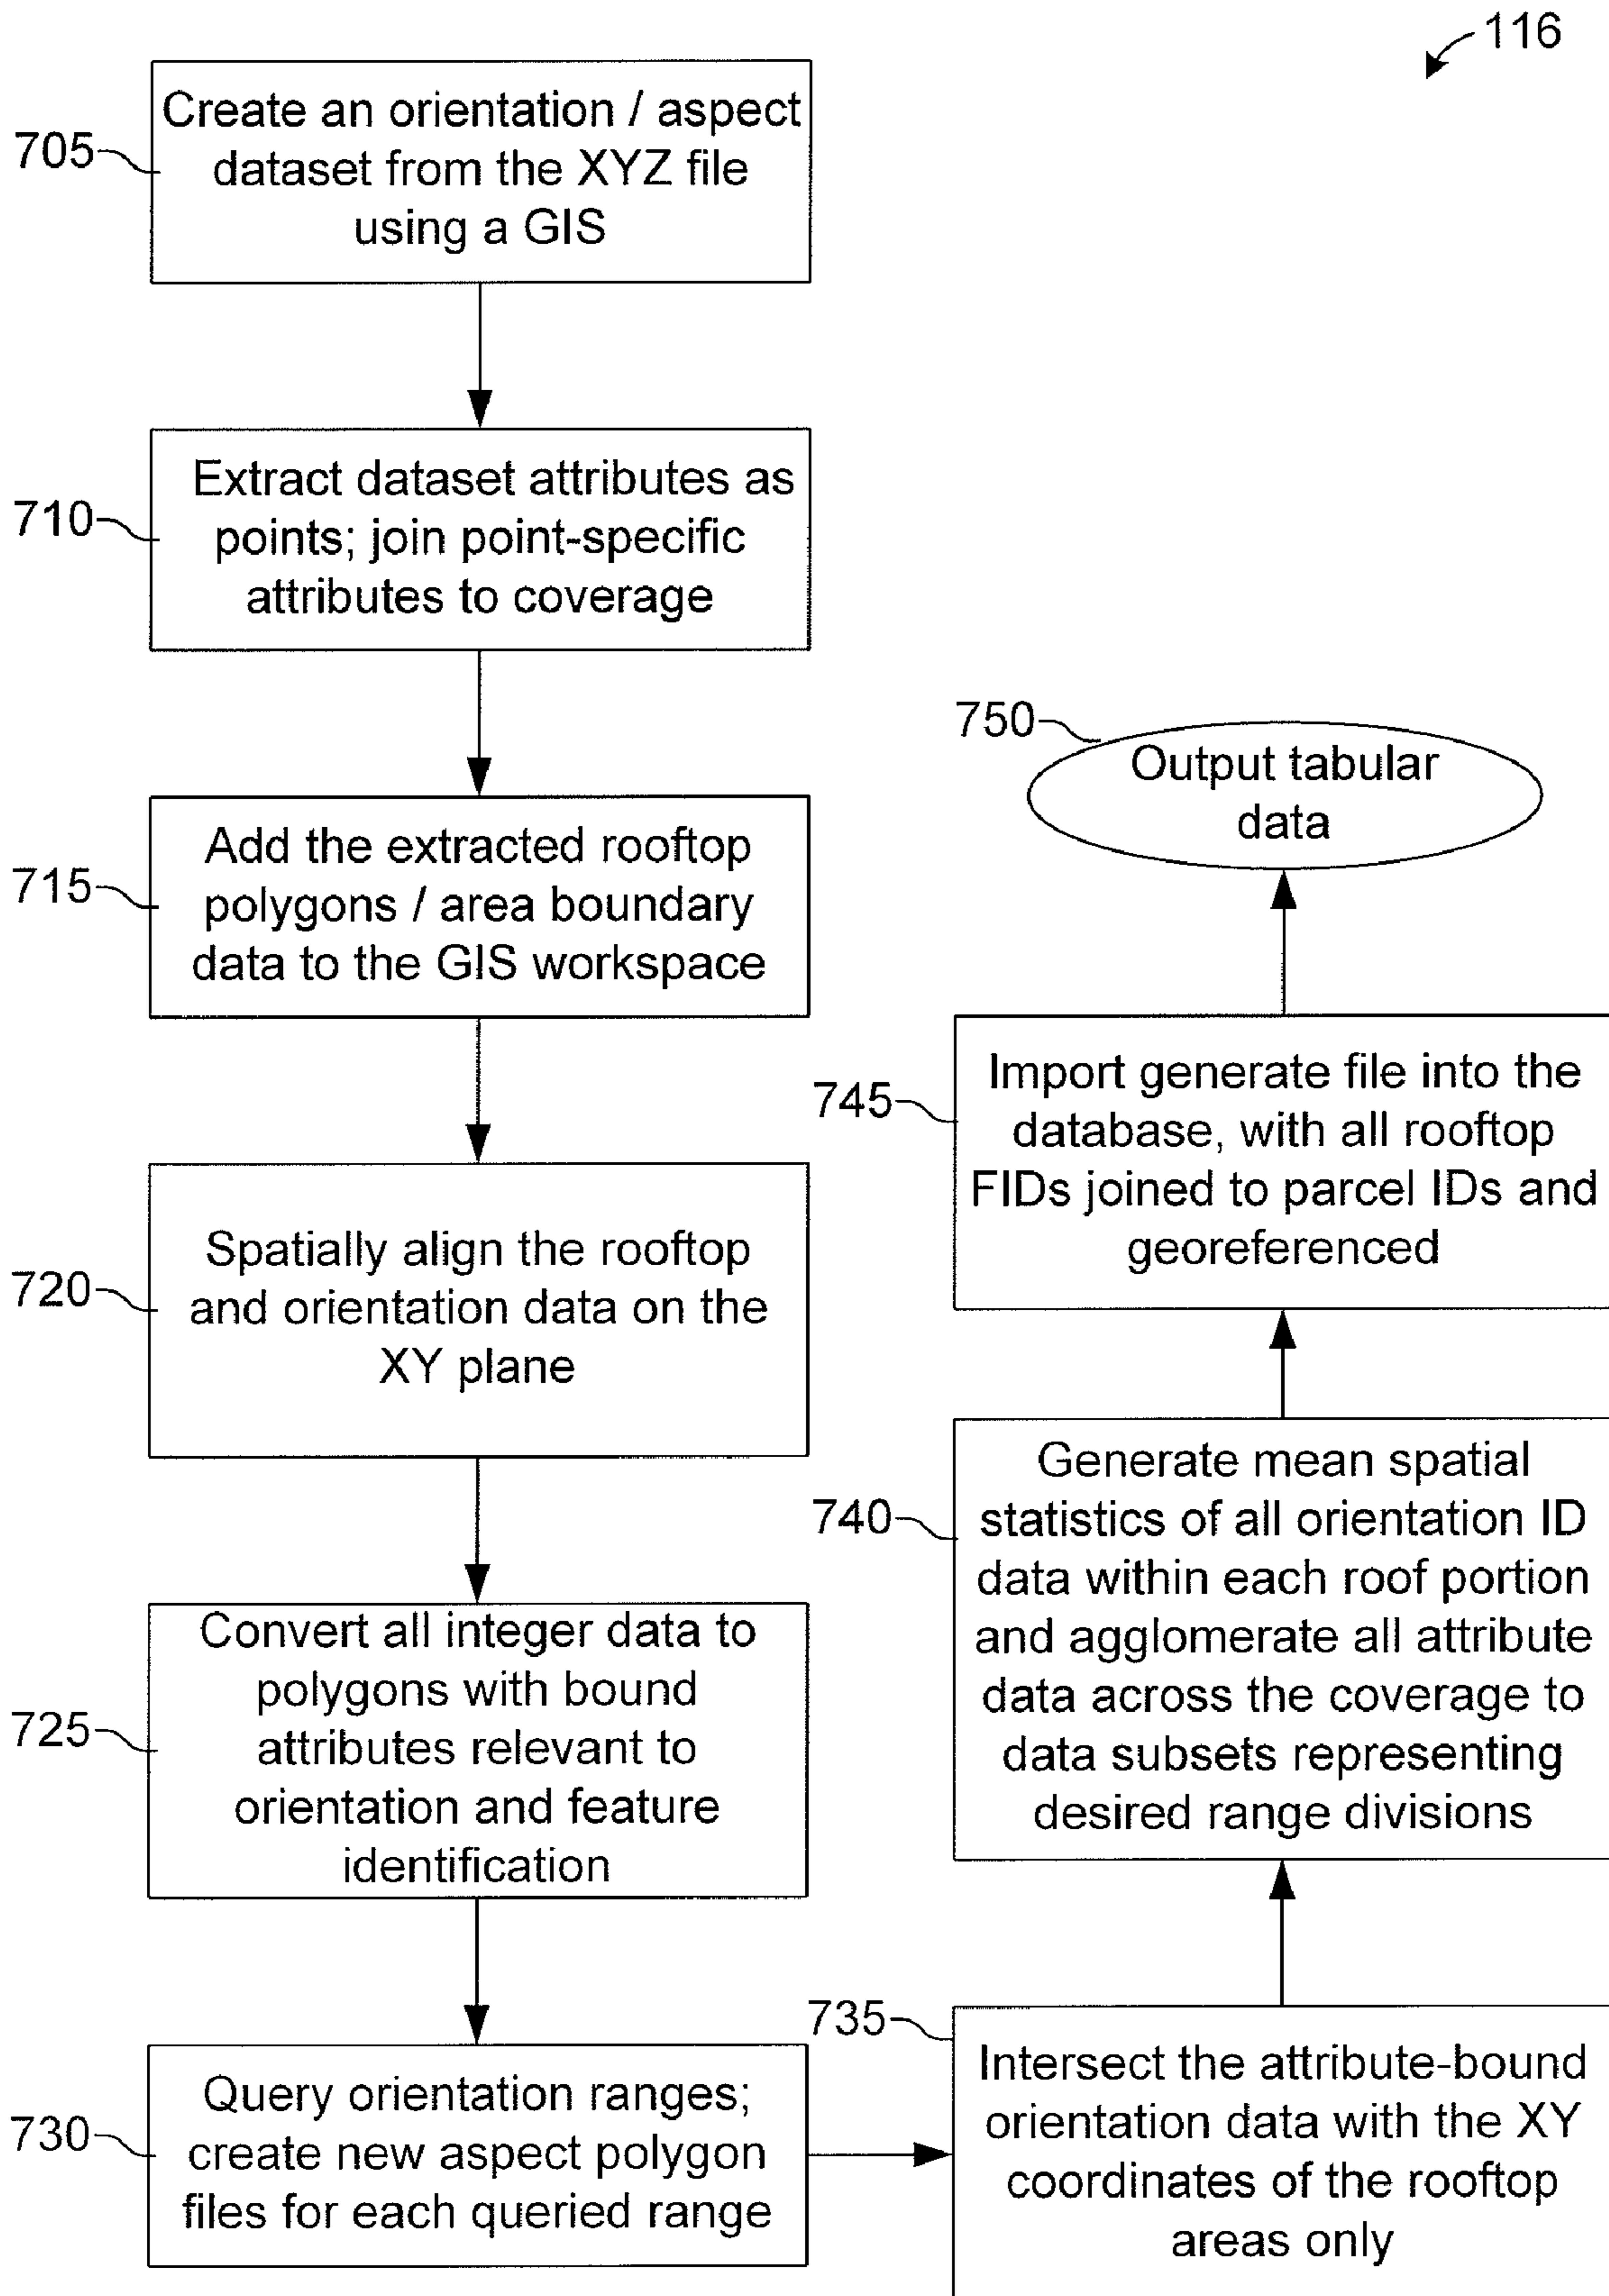 116
705
Create an orientation / aspect
dataset from the XYZ file
using a GIS
710
Extract dataset attributes as
points; join point-specific
attributes to coverage
715
Add the extracted rooftop
polygons / area boundary
data to the GIS workspace
720
Spatially align the rooftop
and orientation data on the
XY plane
725
Convert all integer data to
polygons with bound
attributes relevant to
orientation and feature
identification
730
Query orientation ranges;
create new aspect polygon
files for each queried range
735
Intersect the attribute-bound
orientation data with the XY
coordinates of the rooftop
areas only
740
Generate mean spatial
statistics of all orientation ID
data within each roof portion
and agglomerate all attribute
data across the coverage to
data subsets representing
desired range divisions
745
Import generate file into the
database, with all rooftop
FIDs joined to parcel IDs and
georeferenced
750
Output tabular
data